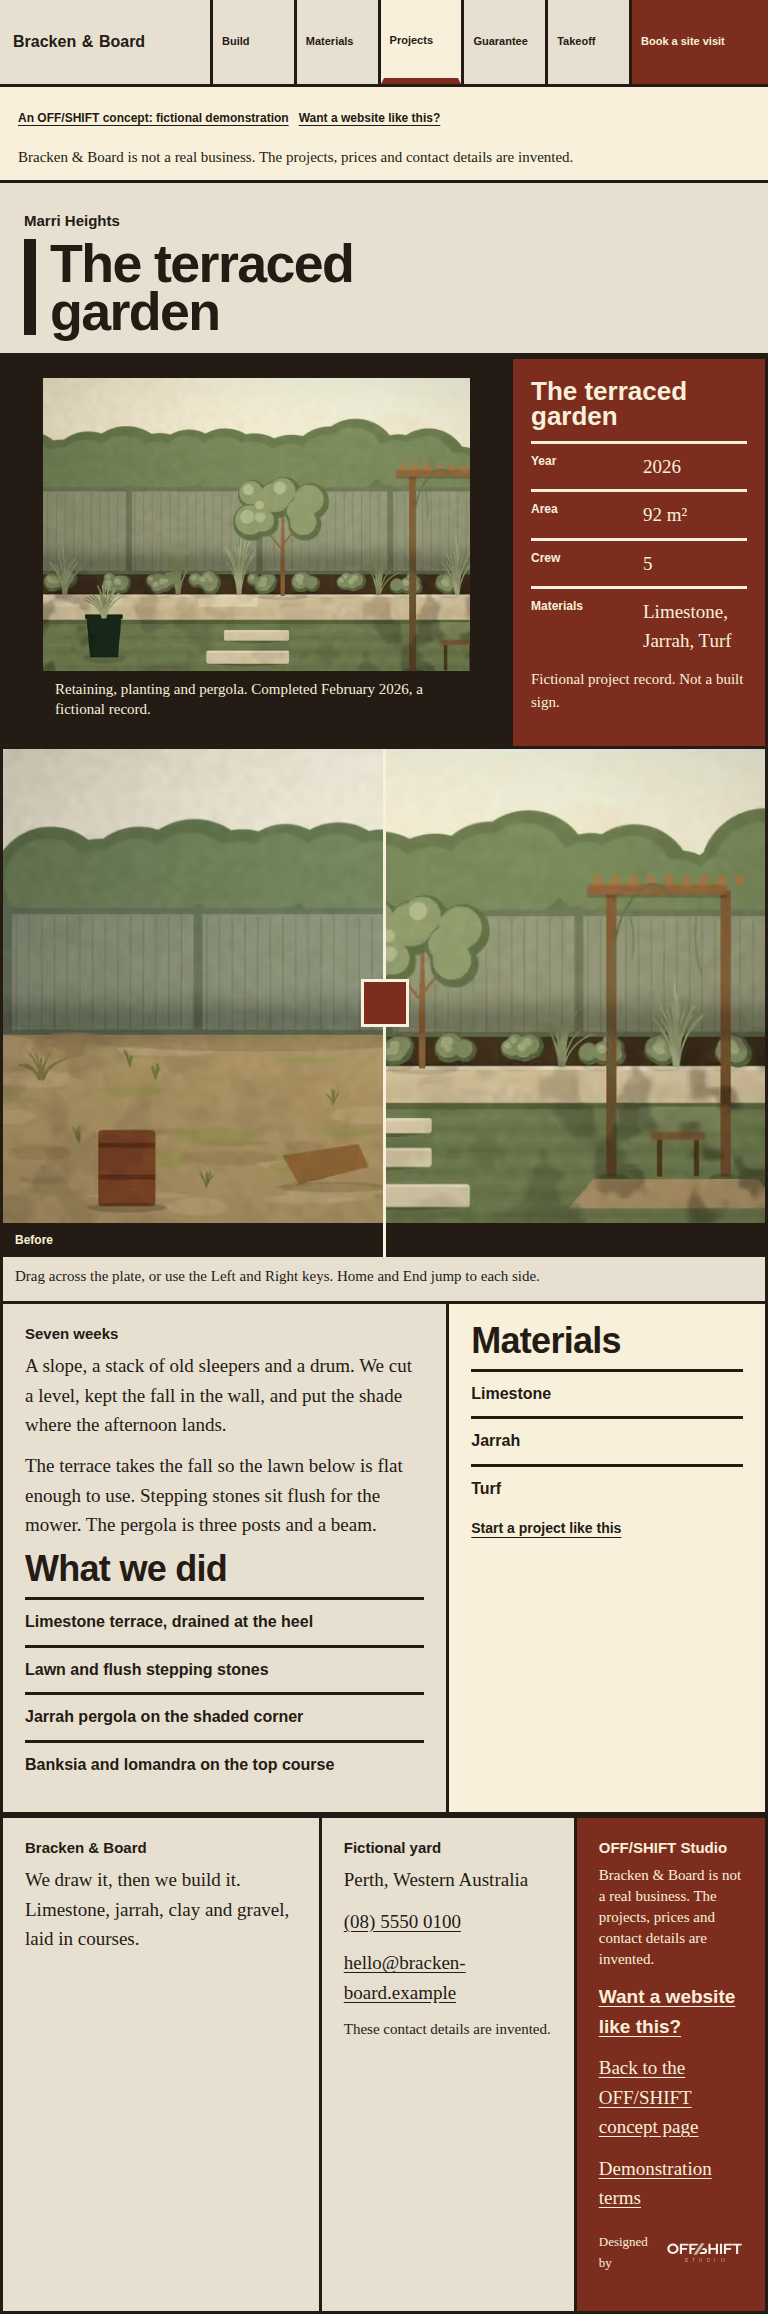 Bracken & Board
Build
Materials
Projects
Guarantee
Takeoff
Book a site visit
An OFF/SHIFT concept: fictional demonstration
Want a website like this?
Bracken & Board is not a real business. The projects, prices and contact details are invented.
Marri Heights
The terraced
garden
Retaining, planting and pergola. Completed February 2026, a
fictional record.
The terraced
garden
Year
2026
Area
92 m²
Crew
5
Materials
Limestone,
Jarrah, Turf
Fictional project record. Not a built
sign.
Before
Drag across the plate, or use the Left and Right keys. Home and End jump to each side.
Seven weeks
A slope, a stack of old sleepers and a drum. We cut
a level, kept the fall in the wall, and put the shade
where the afternoon lands.
The terrace takes the fall so the lawn below is flat
enough to use. Stepping stones sit flush for the
mower. The pergola is three posts and a beam.
What we did
Limestone terrace, drained at the heel
Lawn and flush stepping stones
Jarrah pergola on the shaded corner
Banksia and lomandra on the top course
Materials
Limestone
Jarrah
Turf
Start a project like this
Bracken & Board
We draw it, then we build it.
Limestone, jarrah, clay and gravel,
laid in courses.
Fictional yard
Perth, Western Australia
(08) 5550 0100
hello@bracken-
board.example
These contact details are invented.
OFF/SHIFT Studio
Bracken & Board is not
a real business. The
projects, prices and
contact details are
invented.
Want a website
like this?
Back to the
OFF/SHIFT
concept page
Demonstration
terms
Designed
by
OFF/SHIFT
STUDIO